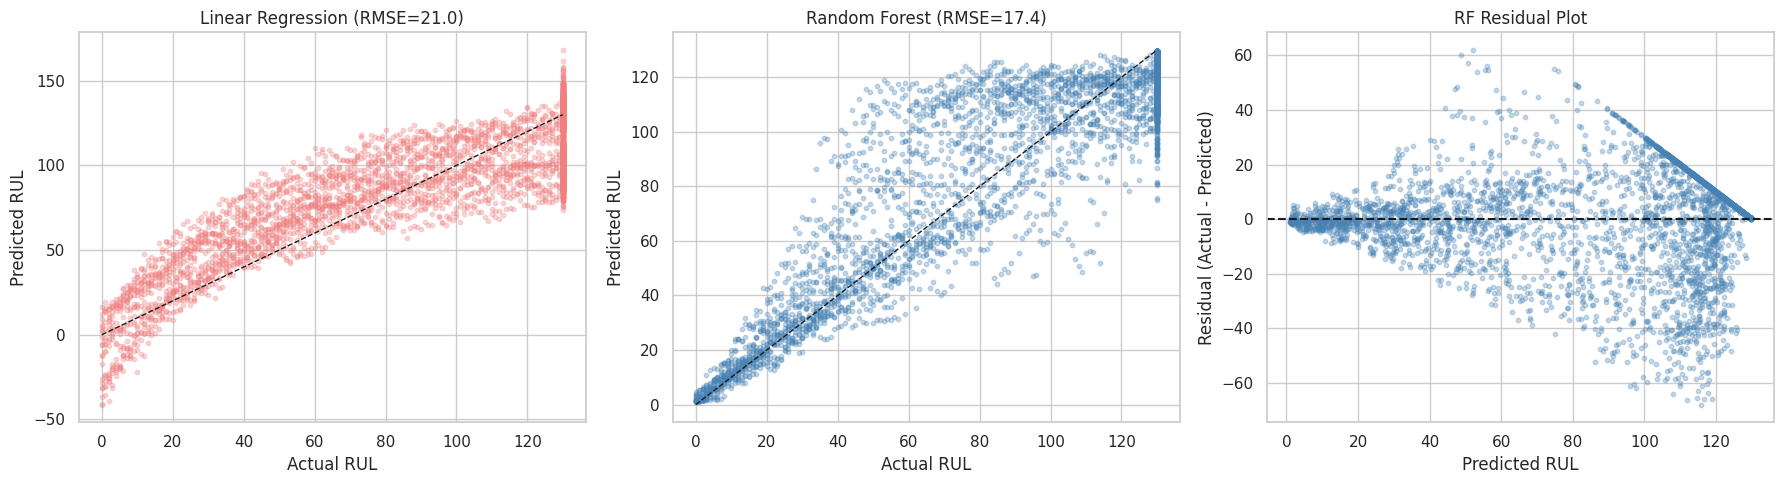 Linear Regression (RMSE=21.0)
150
100
50
0
−50
0 20 40 60 80 100 120
Predicted RUL
Actual RUL
Random Forest (RMSE=17.4)
120
100
80
60
40
20
0
0 20 40 60 80 100 120
Predicted RUL
Actual RUL
RF Residual Plot
60
40
20
0
−20
−40
−60
0 20 40 60 80 100 120
Residual (Actual - Predicted)
Predicted RUL